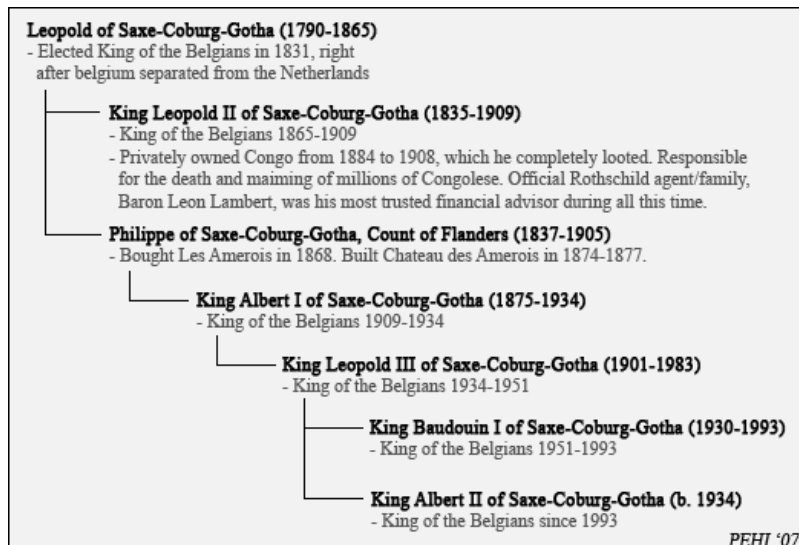 Leopold of Saxe-Coburg-Gotha (1790-1865)
- Elected King of the Belgians in 1831, right
after belgium separated from the Netherlands
King Leopold II of Saxe-Coburg-Gotha (1835-1909)
- King of the Belgians 1865-1909
- Privately owned Congo from 1884 to 1908, which he completely looted. Responsible
for the death and maiming of millions of Congolese. Official Rothschild agent/family,
Baron Leon Lambert, was his most trusted financial advisor during all this time.
Philippe of Saxe-Coburg-Gotha, Count of Flanders (1837-1905)
- Bought Les Amerois in 1868. Built Chateau des Amerois in 1874-1877.
King Albert I of Saxe-Coburg-Gotha (1875-1934)
- King of the Belgians 1909-1934
King Leopold III of Saxe-Coburg-Gotha (1901-1983)
- King of the Belgians 1934-1951
King Baudouin I of Saxe-Coburg-Gotha (1930-1993)
- King of the Belgians 1951-1993
King Albert II of Saxe-Coburg-Gotha (b. 1934)
- King of the Belgians since 1993
PEHI ‘07